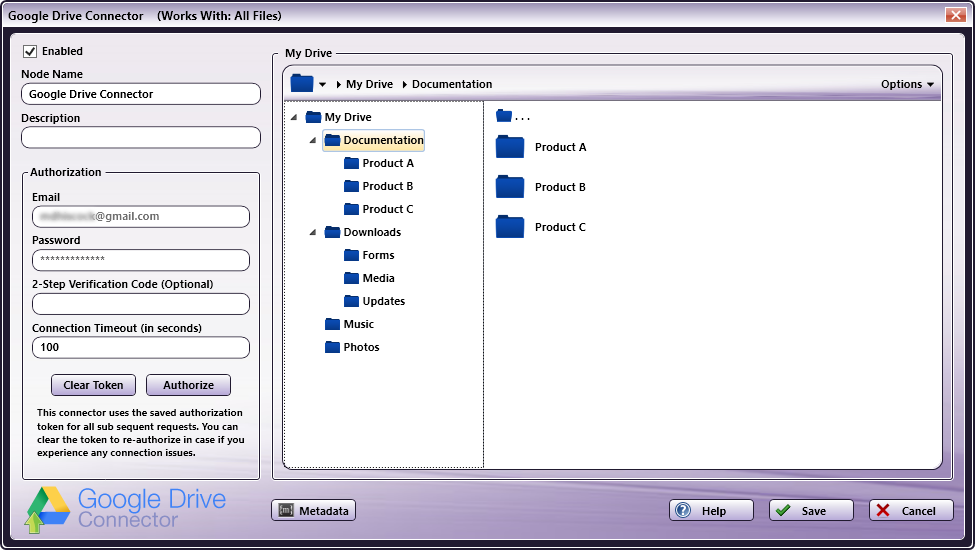 Google Drive Connector (Works With: All Files)
Enabled
Node Name
Google Drive Connector
Description
Authorization
Email
@gmail.com
Password
*************
2-Step Verification Code (Optional)
Connection Timeout (in seconds)
100
Clear Token
Authorize
This connector uses the saved authorization
token for all sub sequent requests. You can
clear the token to re-authorize in case if you
experience any connection issues.
Google Drive
Connector
My Drive
My Drive
Documentation
Options
My Drive
Documentation
Product A
Product B
Product C
Downloads
Forms
Media
Updates
Music
Photos
...
Product A
Product B
Product C
[m] Metadata
? Help
Save
Cancel